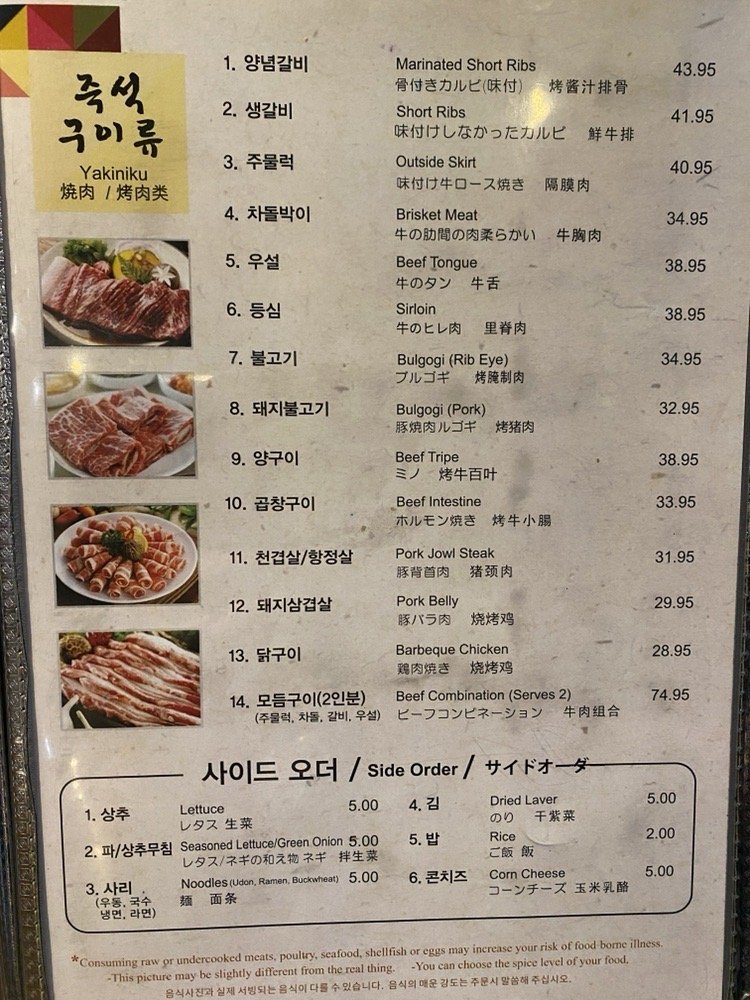 즉석
구이류
Yakiniku
焼肉 / 烤肉类
1. 양념갈비 Marinated Short Ribs 43.95
骨付きカルビ(味付) 烤酱汁排骨
2. 생갈비 Short Ribs 41.95
味付けしなかったカルビ 鮮牛排
3. 주물럭 Outside Skirt 40.95
味付け牛ロース焼き 隔膜肉
4. 차돌박이 Brisket Meat 34.95
牛の肋間の肉柔らかい 牛胸肉
5. 우설 Beef Tongue 38.95
牛のタン 牛舌
6. 등심 Sirloin 38.95
牛のヒレ肉 里脊肉
7. 불고기 Bulgogi (Rib Eye) 34.95
プルゴギ 烤腌制肉
8. 돼지불고기 Bulgogi (Pork) 32.95
豚焼肉ルゴギ 烤猪肉
9. 양구이 Beef Tripe 38.95
ミノ 烤牛百叶
10. 곱창구이 Beef Intestine 33.95
ホルモン焼き 烤牛小腸
11. 천겹살/항정살 Pork Jowl Steak 31.95
豚背首肉 猪颈肉
12. 돼지삼겹살 Pork Belly 29.95
豚バラ肉 烧烤鸡
13. 닭구이 Barbeque Chicken 28.95
鶏肉焼き 烧烤鸡
14. 모듬구이(2인분) Beef Combination (Serves 2) 74.95
(주물럭, 차돌, 갈비, 우설) ビーフコンビネーション 牛肉组合
사이드 오더 / Side Order / サイドオーダ
1. 상추 Lettuce 5.00 4. 김 Dried Laver 5.00
レタス 生菜 のり 干紫菜
2. 파/상추무침 Seasoned Lettuce/Green Onion 5.00 5. 밥 Rice 2.00
レタス/ネギの和え物 ネギ 拌生菜 ご飯 飯
3. 사리 Noodles (Udon, Ramen, Buckwheat) 5.00 6. 콘치즈 Corn Cheese 5.00
(우동, 국수 麺 面条 コーンチーズ 玉米乳酪
냉면, 라면)
*Consuming raw or undercooked meats, poultry, seafood, shellfish or eggs may increase your risk of food borne illness.
-This picture may be slightly different from the real thing. -You can choose the spice level of your food.
음식사진과 실제 서빙되는 음식이 다를 수 있습니다. 음식의 매운 강도는 주문시 말씀해 주십시오.